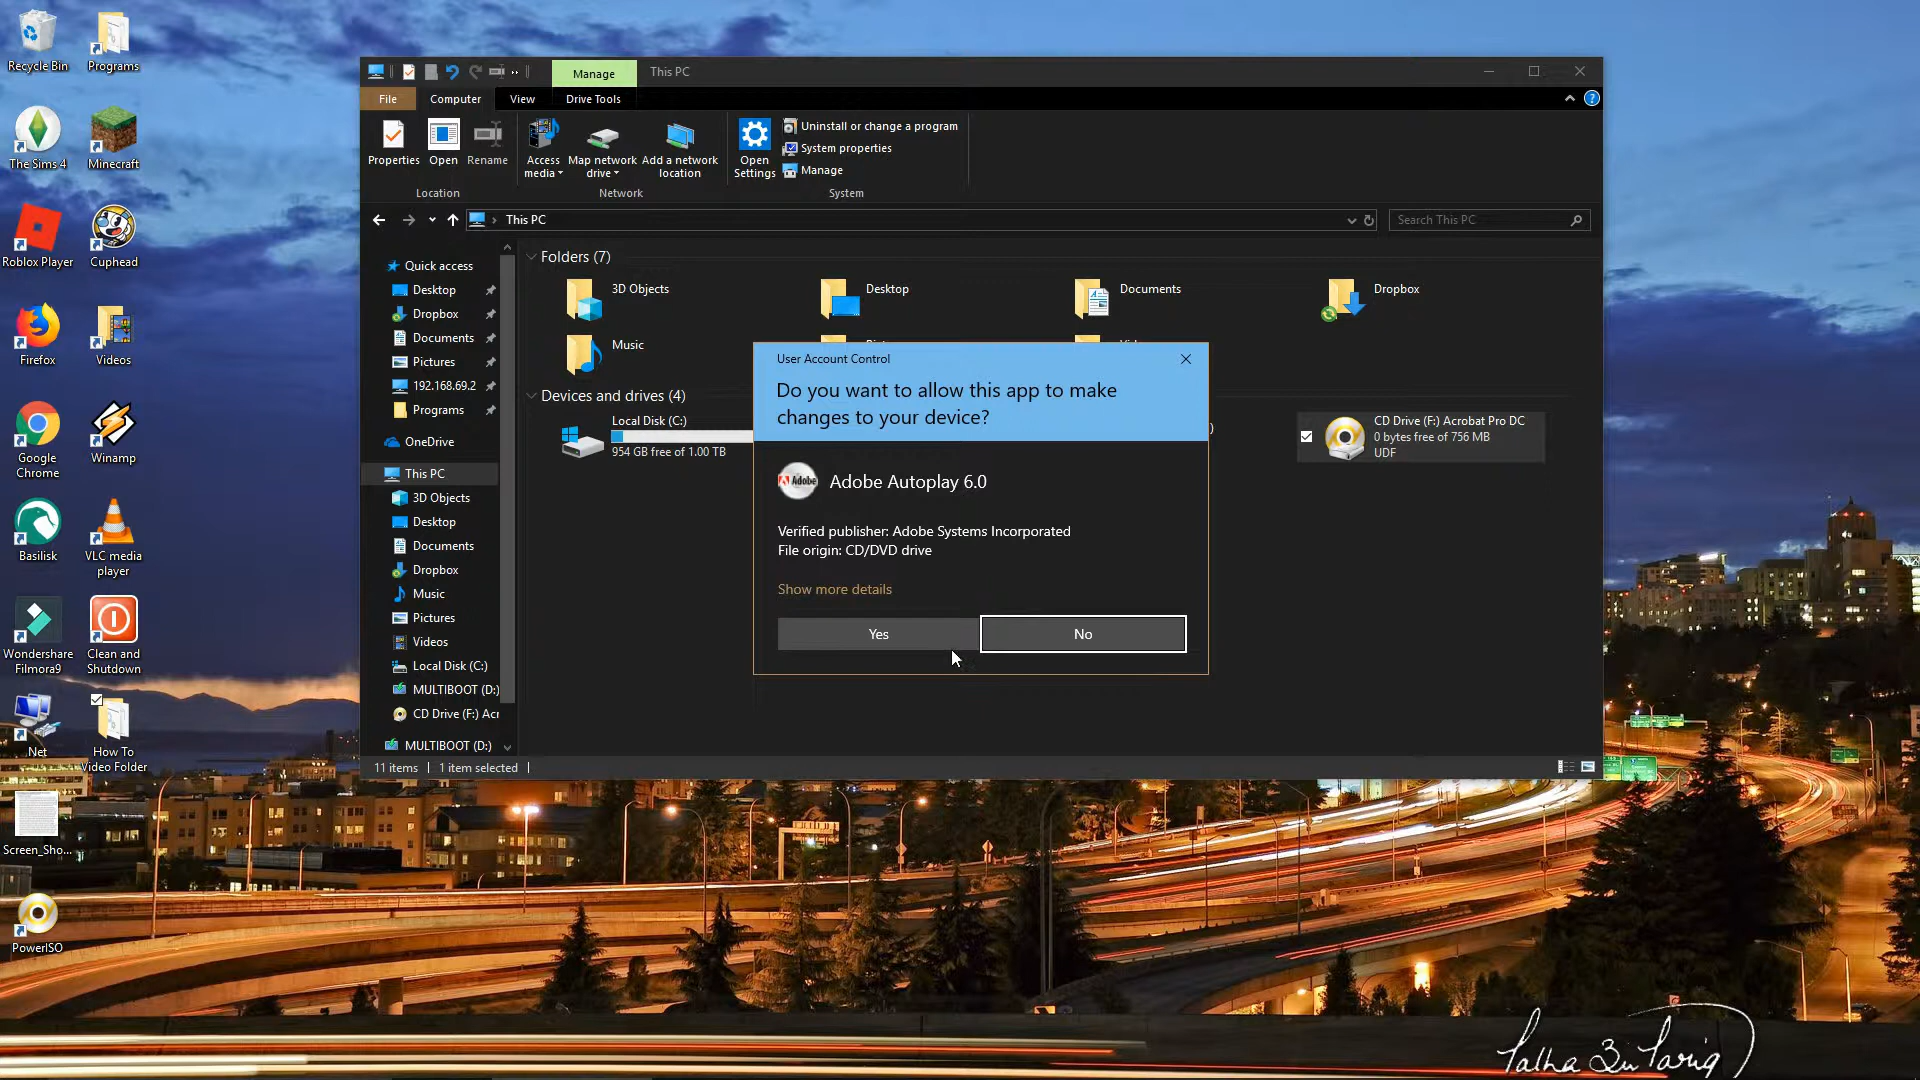 Recycle Bin
Programs
The Sims 4
Minecraft
Roblox Player
Cuphead
Firefox
Videos
Google
Chrome
Winamp
Basilisk
VLC media
player
Wondershare
Filmora9
Clean and
Shutdown
Net
How To
Video Folder
Screen_Sho...
PowerISO
Manage
This PC
File
Computer
View
Drive Tools
Properties
Open
Rename
Access
media
Map network
drive
Add a network
location
Open
Settings
Uninstall or change a program
System properties
Manage
Location
Network
System
This PC
Search This PC
Quick access
Desktop
Dropbox
Documents
Pictures
192.168.69.2
Programs
OneDrive
This PC
3D Objects
Desktop
Documents
Dropbox
Music
Pictures
Videos
Local Disk (C:)
MULTIBOOT (D:)
CD Drive (F:) Acr
MULTIBOOT (D:)
Folders (7)
3D Objects
Desktop
Documents
Dropbox
Music
Devices and drives (4)
Local Disk (C:)
954 GB free of 1.00 TB
CD Drive (F:) Acrobat Pro DC
0 bytes free of 756 MB
UDF
User Account Control
Do you want to allow this app to make
changes to your device?
Adobe
Adobe Autoplay 6.0
Verified publisher: Adobe Systems Incorporated
File origin: CD/DVD drive
Show more details
Yes
No
11 items
1 item selected